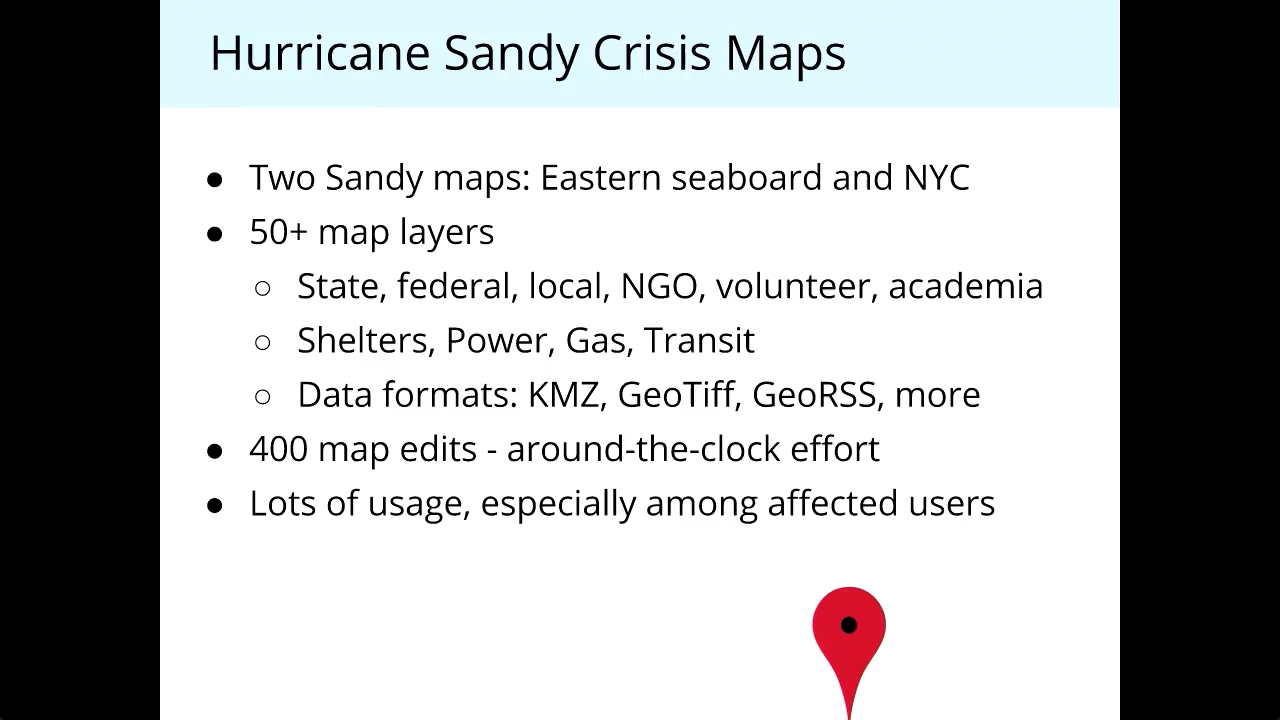 Hurricane Sandy Crisis Maps
● Two Sandy maps: Eastern seaboard and NYC
● 50+ map layers
○ State, federal, local, NGO, volunteer, academia
○ Shelters, Power, Gas, Transit
○ Data formats: KMZ, GeoTiff, GeoRSS, more
● 400 map edits - around-the-clock effort
● Lots of usage, especially among affected users